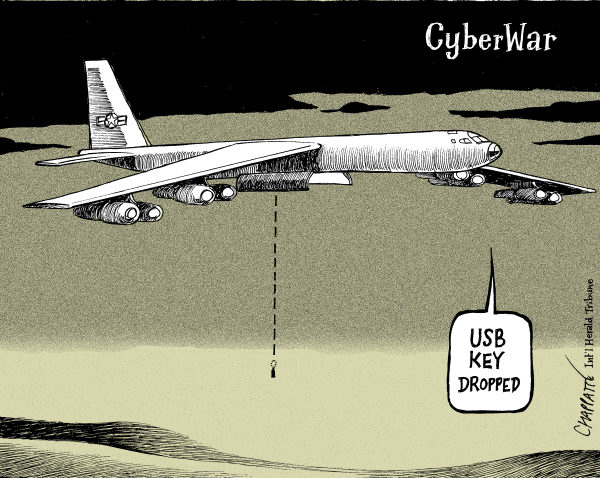 CyberWar
USB
KEY
DROPPED
CHAPPATTE Int'l Herald Tribune